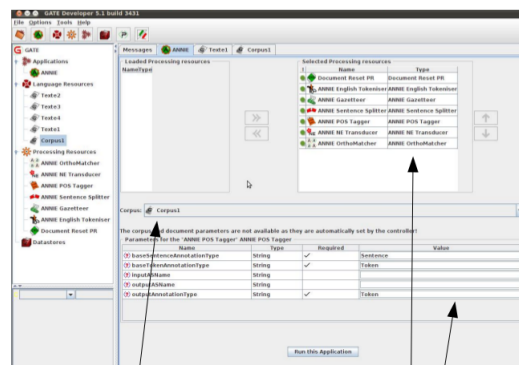 GATE Developer 5.1 build 3431
File Options Tools Help
GATE
Applications
ANNIE
Language Resources
Texte2
Texte3
Texte4
Texte1
Corpus1
Processing Resources
ANNIE OrthoMatcher
ANNIE NE Transducer
ANNIE POS Tagger
ANNIE Sentence Splitter
ANNIE Gazetteer
ANNIE English Tokeniser
Document Reset PR
Datastores
Messages ANNIE Texte1 Corpus1
Loaded Processing resources
Name Type
Selected Processing resources
! Name Type
Document Reset PR Document Reset PR
ANNIE English Tokeniser ANNIE English Tokeniser
ANNIE Gazetteer ANNIE Gazetteer
ANNIE Sentence Splitter ANNIE Sentence Splitter
ANNIE POS Tagger ANNIE POS Tagger
ANNIE NE Transducer ANNIE NE Transducer
ANNIE OrthoMatcher ANNIE OrthoMatcher
Corpus: Corpus1
The corpus and document parameters are not available as they are automatically set by the controller!
Parameters for the 'ANNIE POS Tagger' ANNIE POS Tagger
Name Type Required Value
(?) baseSentenceAnnotationType String ✓ Sentence
(?) baseTokenAnnotationType String ✓ Token
(?) inputASName String
(?) outputASName String
(?) outputAnnotationType String ✓ Token
Run this Application